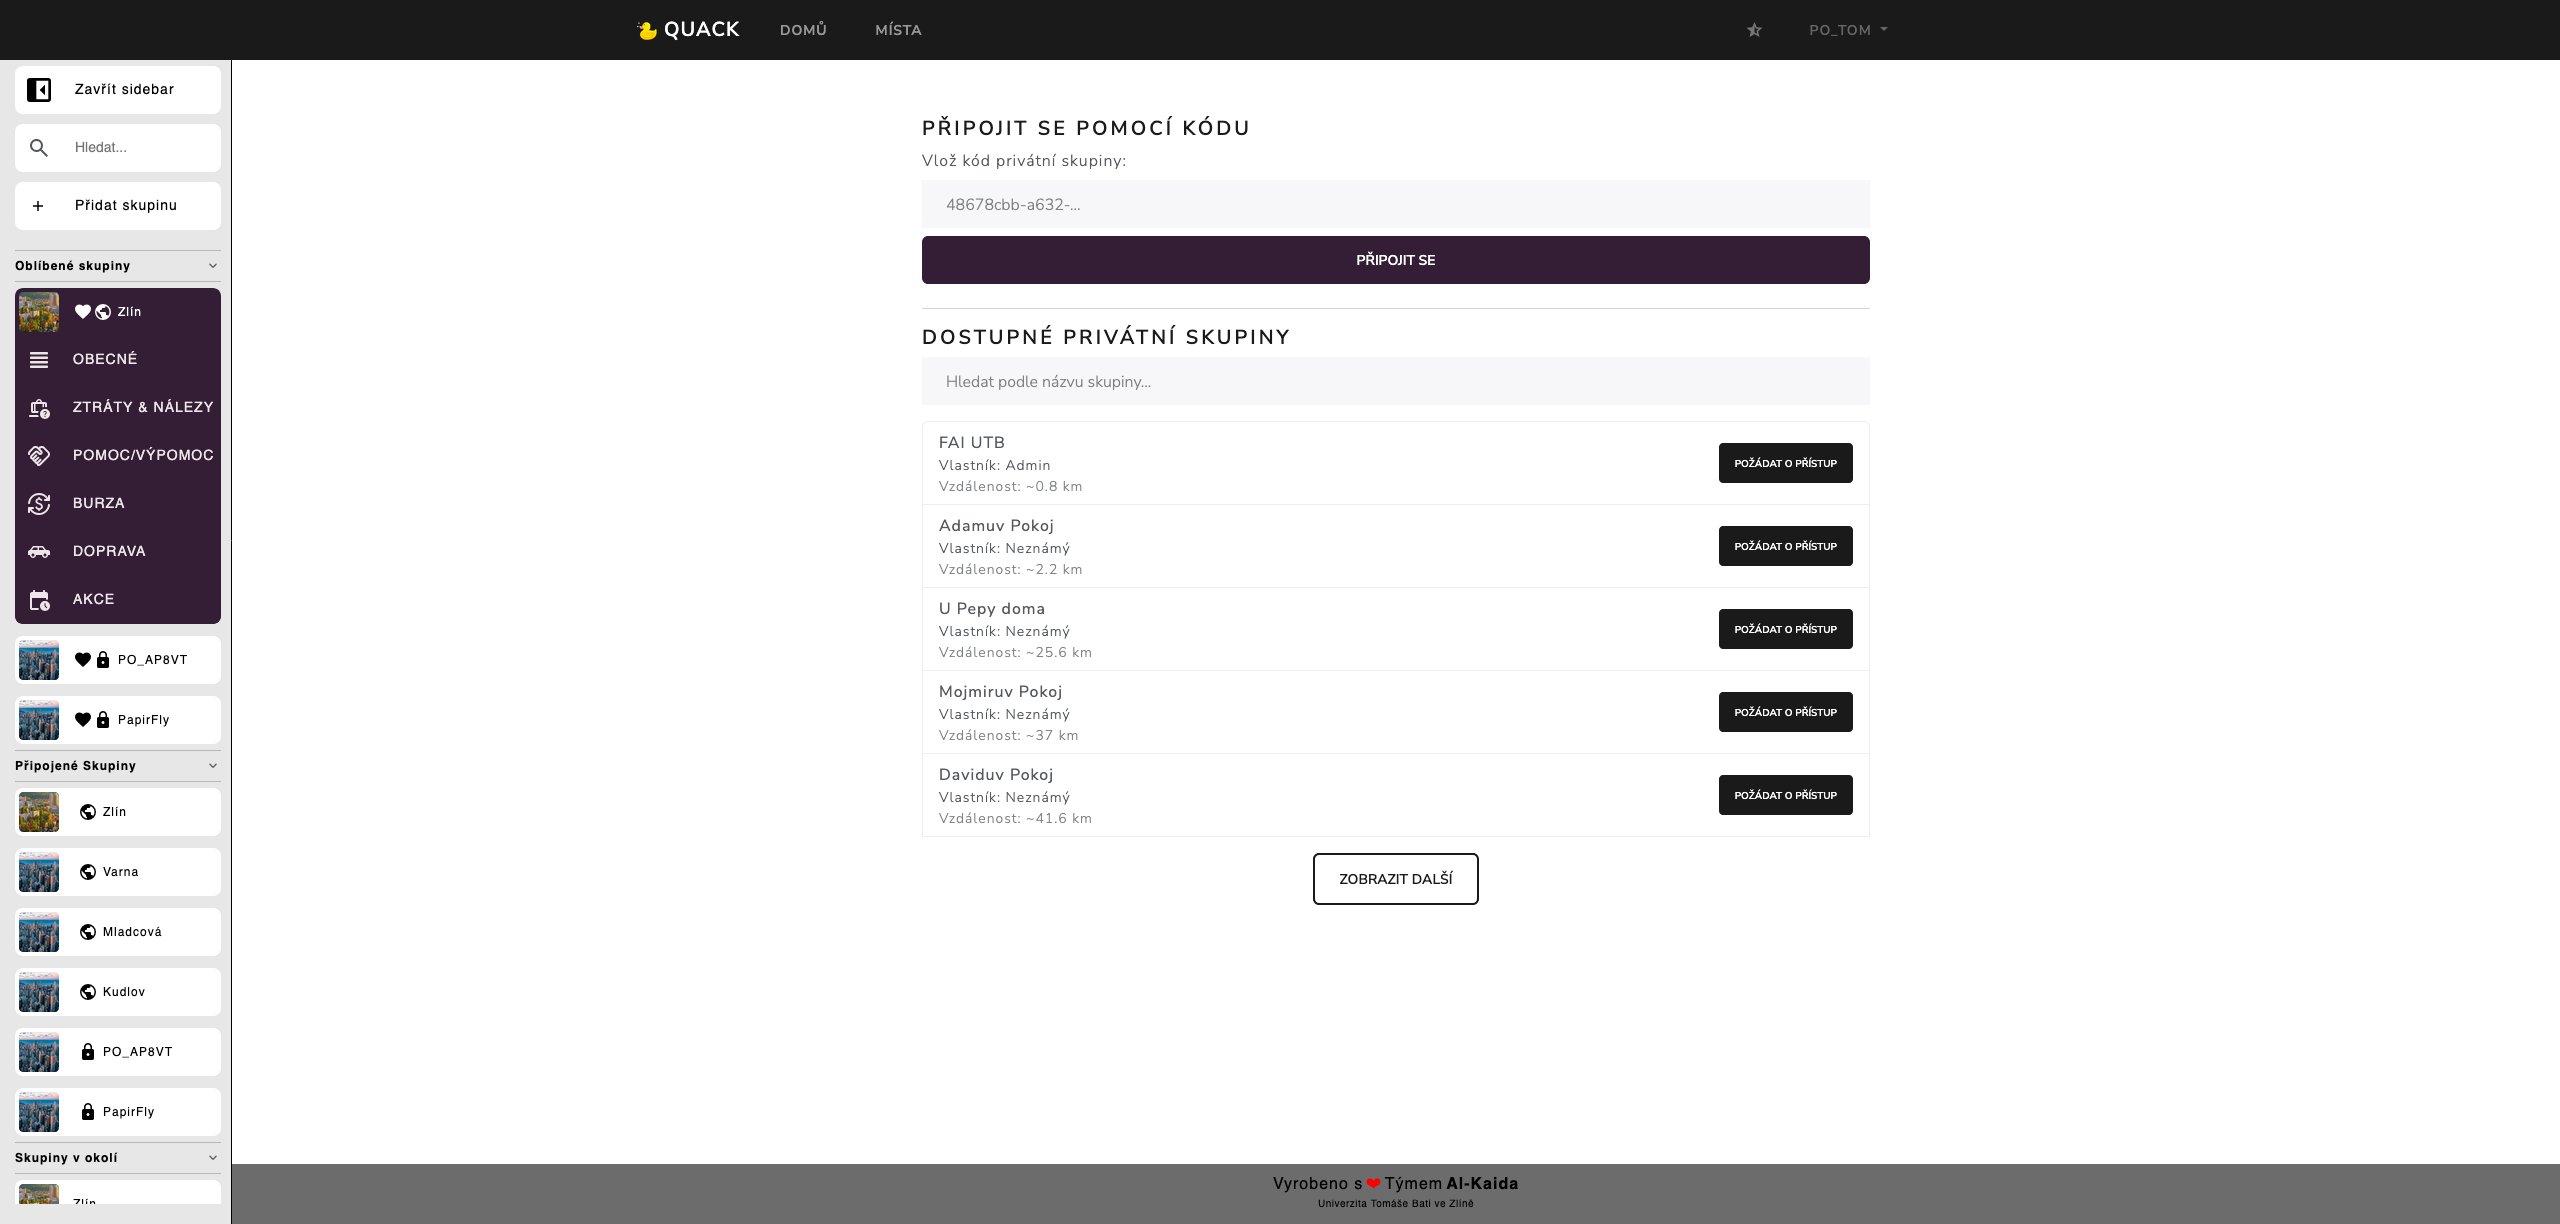 QUACK
DOMŮ
MÍSTA
PO_TOM
Zavřít sidebar
Hledat...
Přidat skupinu
Oblíbené skupiny
Zlín
OBECNÉ
ZTRÁTY & NÁLEZY
POMOC/VÝPOMOC
BURZA
DOPRAVA
AKCE
PO_AP8VT
PapirFly
Připojené Skupiny
Zlín
Varna
Mladcová
Kudlov
PO_AP8VT
PapirFly
Skupiny v okolí
Zlín
PŘIPOJIT SE POMOCÍ KÓDU
Vlož kód privátní skupiny:
48678cbb-a632-...
PŘIPOJIT SE
DOSTUPNÉ PRIVÁTNÍ SKUPINY
Hledat podle názvu skupiny...
FAI UTB
Vlastník: Admin
Vzdálenost: ~0.8 km
POŽÁDAT O PŘÍSTUP
Adamuv Pokoj
Vlastník: Neznámý
Vzdálenost: ~2.2 km
POŽÁDAT O PŘÍSTUP
U Pepy doma
Vlastník: Neznámý
Vzdálenost: ~25.6 km
POŽÁDAT O PŘÍSTUP
Mojmiruv Pokoj
Vlastník: Neznámý
Vzdálenost: ~37 km
POŽÁDAT O PŘÍSTUP
Daviduv Pokoj
Vlastník: Neznámý
Vzdálenost: ~41.6 km
POŽÁDAT O PŘÍSTUP
ZOBRAZIT DALŠÍ
Vyrobeno s ❤ Týmem Al-Kaida
Univerzita Tomáše Bati ve Zlíně